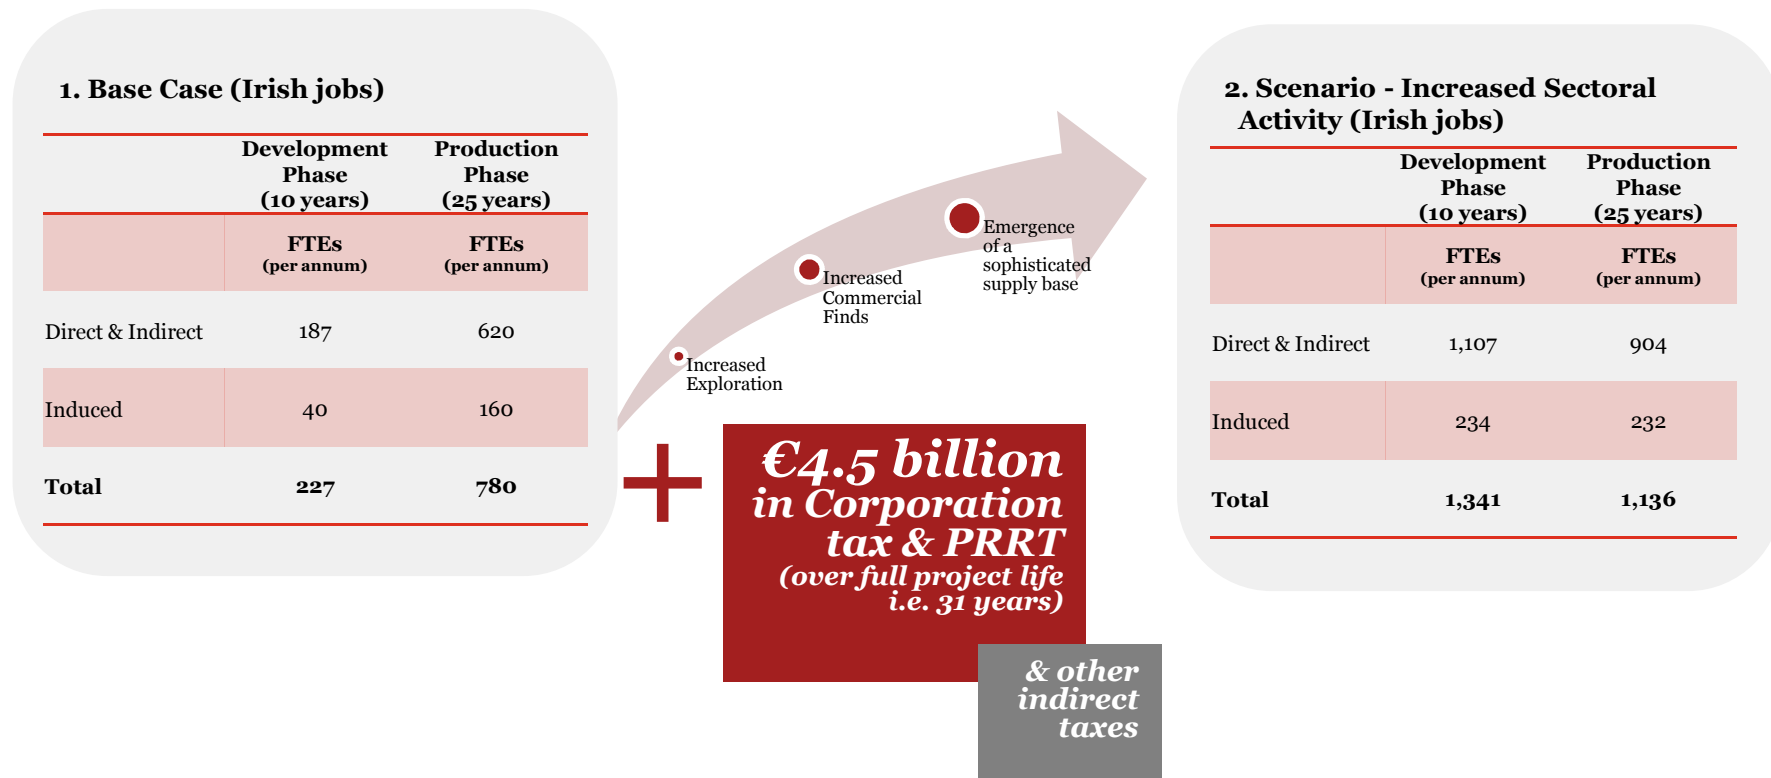 1. Base Case (Irish jobs)
Development Production
Phase Phase
(10 years) (25 years)
FTEs FTEs
(per annum) (per annum)
Direct & Indirect 187 620
Induced 40 160
Total 227 780
Increased
Exploration
Increased
Commercial
Finds
Emergence
of a
sophisticated
supply base
€4.5 billion
in Corporation
tax & PRRT
(over full project life
i.e. 31 years)
& other
indirect
taxes
2. Scenario - Increased Sectoral
Activity (Irish jobs)
Development Production
Phase Phase
(10 years) (25 years)
FTEs FTEs
(per annum) (per annum)
Direct & Indirect 1,107 904
Induced 234 232
Total 1,341 1,136